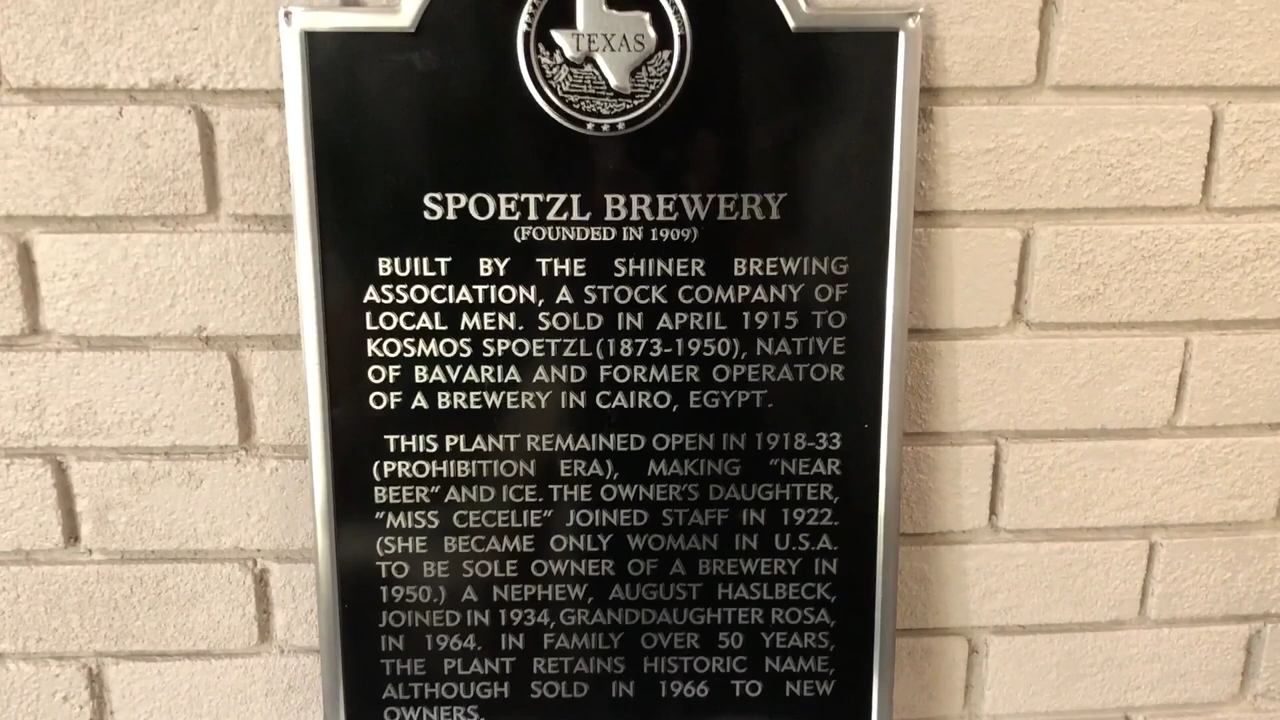 TEXAS
SPOETZL BREWERY
(FOUNDED IN 1909)
BUILT BY THE SHINER BREWING
ASSOCIATION, A STOCK COMPANY OF
LOCAL MEN. SOLD IN APRIL 1915 TO
KOSMOS SPOETZL (1873-1950), NATIVE
OF BAVARIA AND FORMER OPERATOR
OF A BREWERY IN CAIRO, EGYPT.
THIS PLANT REMAINED OPEN IN 1918-33
(PROHIBITION ERA), MAKING "NEAR
BEER" AND ICE. THE OWNER'S DAUGHTER,
"MISS CECELIE" JOINED STAFF IN 1922.
(SHE BECAME ONLY WOMAN IN U.S.A.
TO BE SOLE OWNER OF A BREWERY IN
1950.) A NEPHEW, AUGUST HASLBECK,
JOINED IN 1934, GRANDDAUGHTER ROSA,
IN 1964. IN FAMILY OVER 50 YEARS,
THE PLANT RETAINS HISTORIC NAME,
ALTHOUGH SOLD IN 1966 TO NEW
OWNERS.